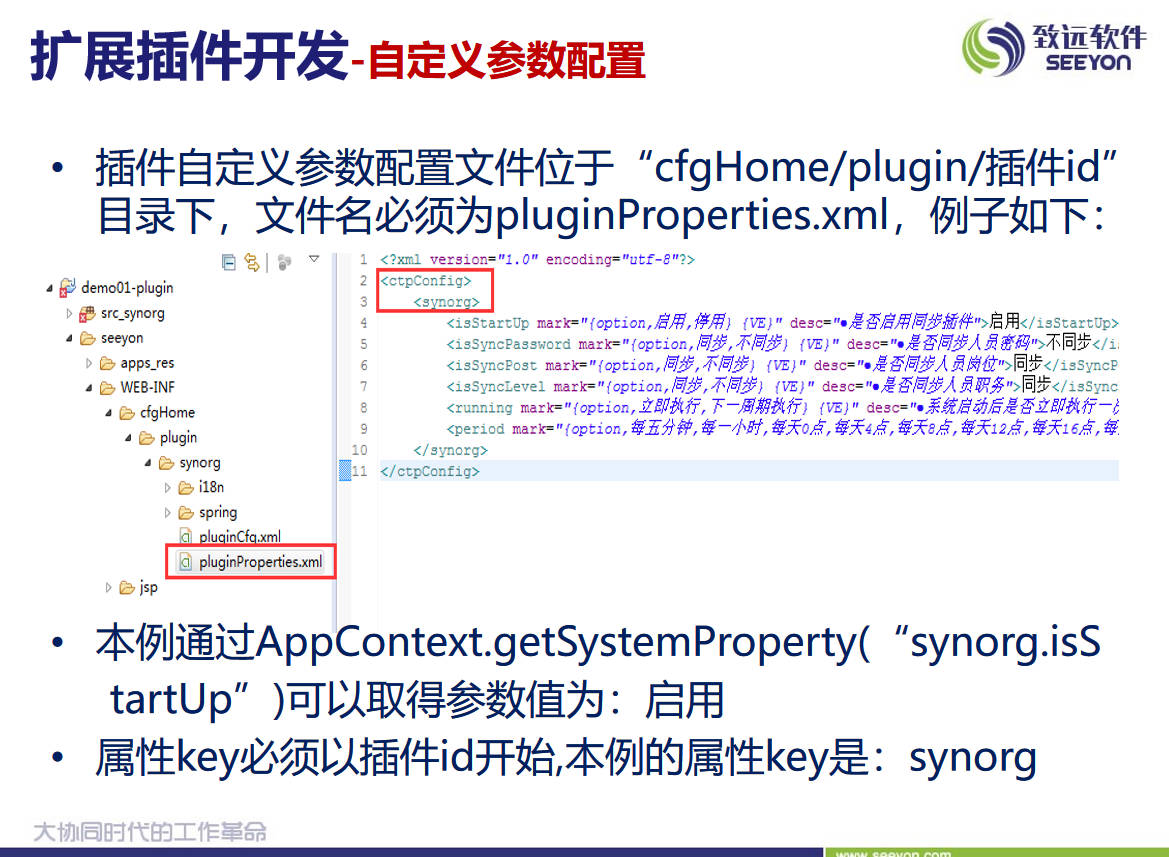 扩展插件开发-自定义参数配置
致远软件
SEEYON
• 插件自定义参数配置文件位于“cfgHome/plugin/插件id”
目录下，文件名必须为pluginProperties.xml，例子如下：
demo01-plugin
src_synorg
seeyon
apps_res
WEB-INF
cfgHome
plugin
synorg
i18n
spring
pluginCfg.xml
pluginProperties.xml
jsp
1 <?xml version="1.0" encoding="utf-8"?>
2 <ctpConfig>
3 <synorg>
4 <isStartUp mark="{option,启用,停用} {VE}" desc="●是否启用同步插件">启用</isStartUp>
5 <isSyncPassword mark="{option,同步,不同步} {VE}" desc="●是否同步人员密码">不同步</i
6 <isSyncPost mark="{option,同步,不同步} {VE}" desc="●是否同步人员岗位">同步</isSyncP
7 <isSyncLevel mark="{option,同步,不同步} {VE}" desc="●是否同步人员职务">同步</isSync
8 <running mark="{option,立即执行,下一周期执行} {VE}" desc="●系统启动后是否立即执行一
9 <period mark="{option,每五分钟,每一小时,每天0点,每天4点,每天8点,每天12点,每天16点,每
10 </synorg>
11 </ctpConfig>
• 本例通过AppContext.getSystemProperty(“synorg.isS
tartUp”)可以取得参数值为：启用
• 属性key必须以插件id开始,本例的属性key是：synorg
大协同时代的工作革命
www.seeyon.com